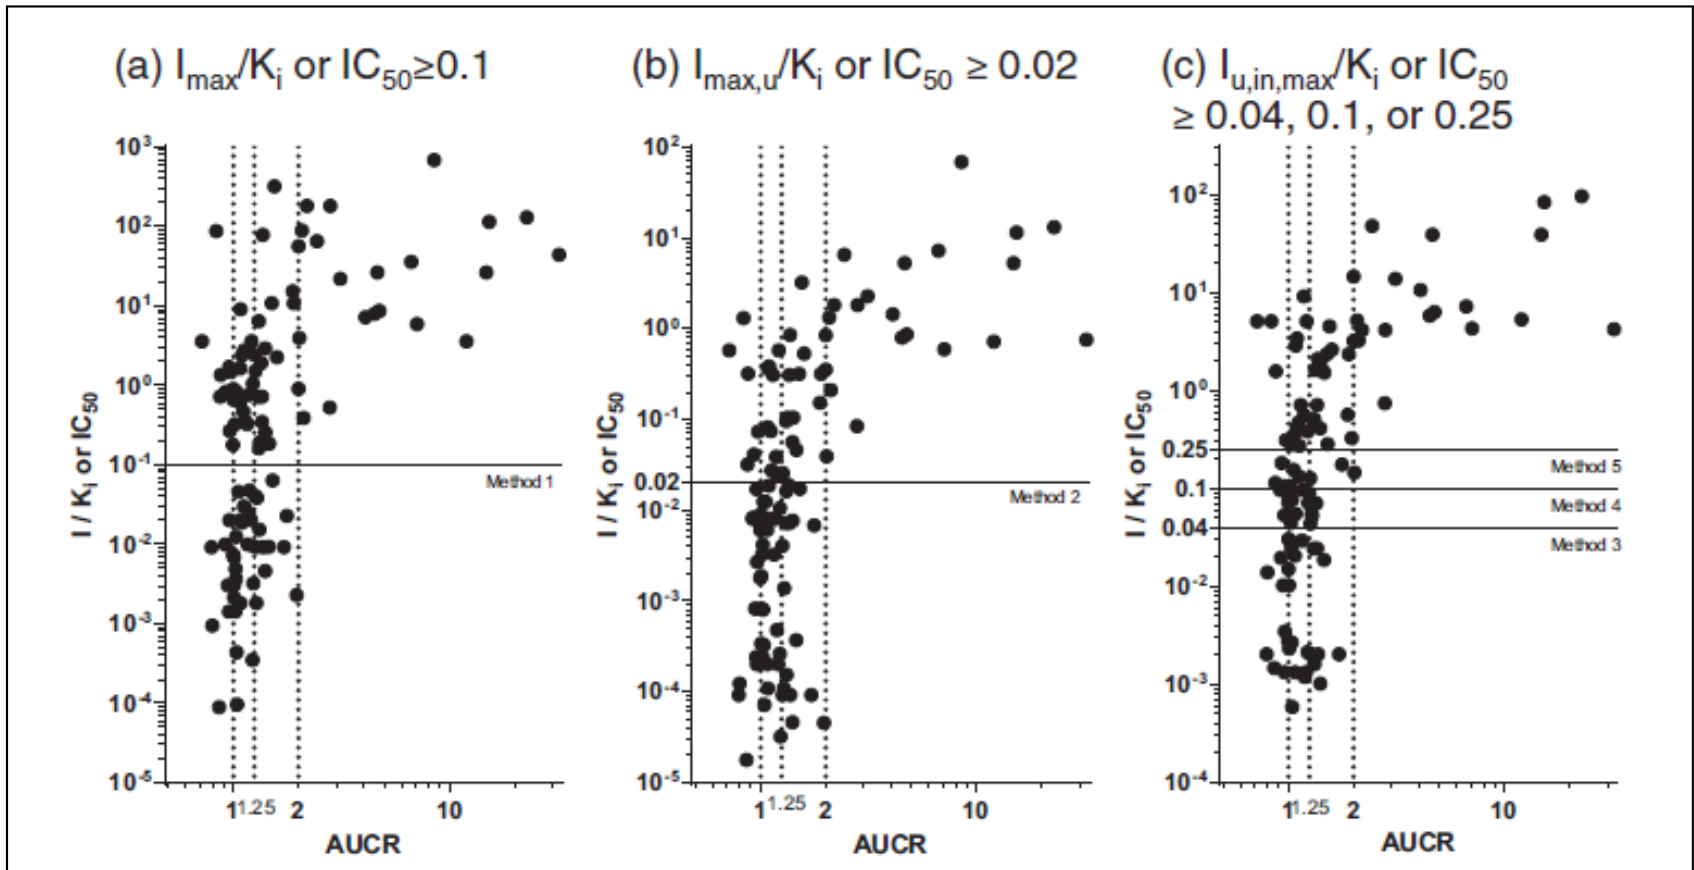 (a) Imax/Ki or IC50≥0.1
(b) Imax,u/Ki or IC50 ≥ 0.02
(c) Iu,in,max/Ki or IC50
≥ 0.04, 0.1, or 0.25
I / Ki or IC50
10³
10²
10¹
10⁰
10⁻¹
10⁻²
10⁻³
10⁻⁴
10⁻⁵
Method 1
1 1.25 2 10
AUCR
I / Ki or IC50
10²
10¹
10⁰
10⁻¹
0.02
10⁻²
10⁻³
10⁻⁴
10⁻⁵
Method 2
1 1.25 2 10
AUCR
I / Ki or IC50
10²
10¹
10⁰
0.25
0.1
0.04
10⁻²
10⁻³
10⁻⁴
Method 5
Method 4
Method 3
1 1.25 2 10
AUCR